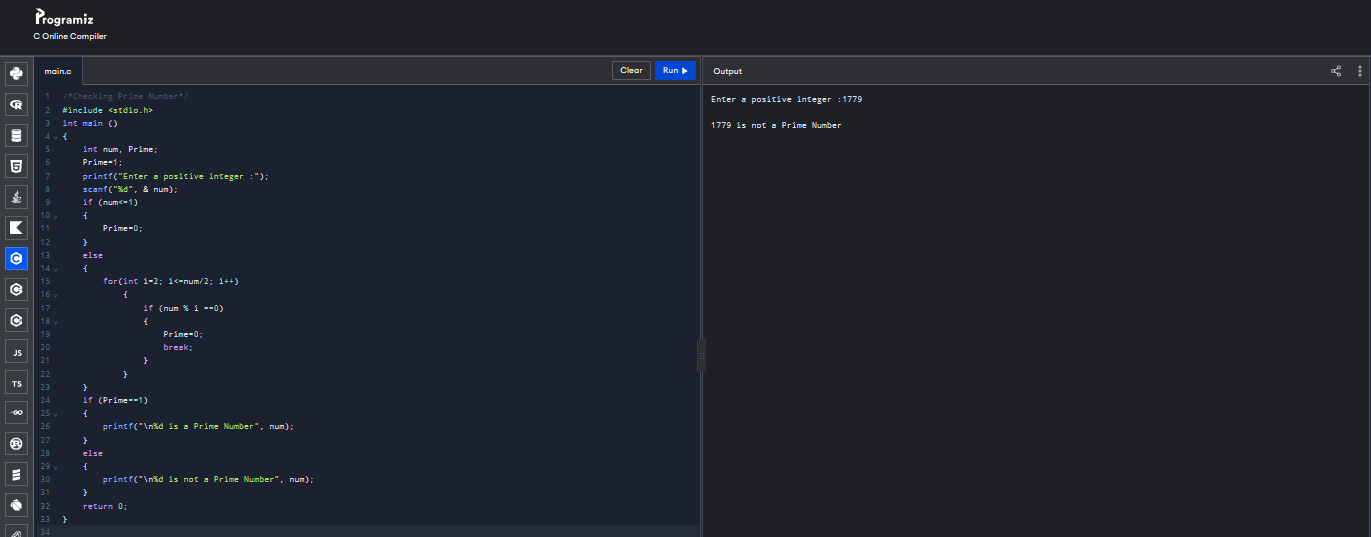 Programiz
C Online Compiler
main.c
Clear
Run
Output
1 /*Checking Prime Number*/
2 #include <stdio.h>
3 int main ()
4 {
5 int num, Prime;
6 Prime=1;
7 printf("Enter a positive integer :");
8 scanf("%d", & num);
9 if (num<=1)
10 {
11 Prime=0;
12 }
13 else
14 {
15 for(int i=2; i<=num/2; i++)
16 {
17 if (num % i ==0)
18 {
19 Prime=0;
20 break;
21 }
22 }
23 }
24 if (Prime==1)
25 {
26 printf("\n%d is a Prime Number", num);
27 }
28 else
29 {
30 printf("\n%d is not a Prime Number", num);
31 }
32 return 0;
33 }
34
JS
TS
GO
Enter a positive integer :1779
1779 is not a Prime Number